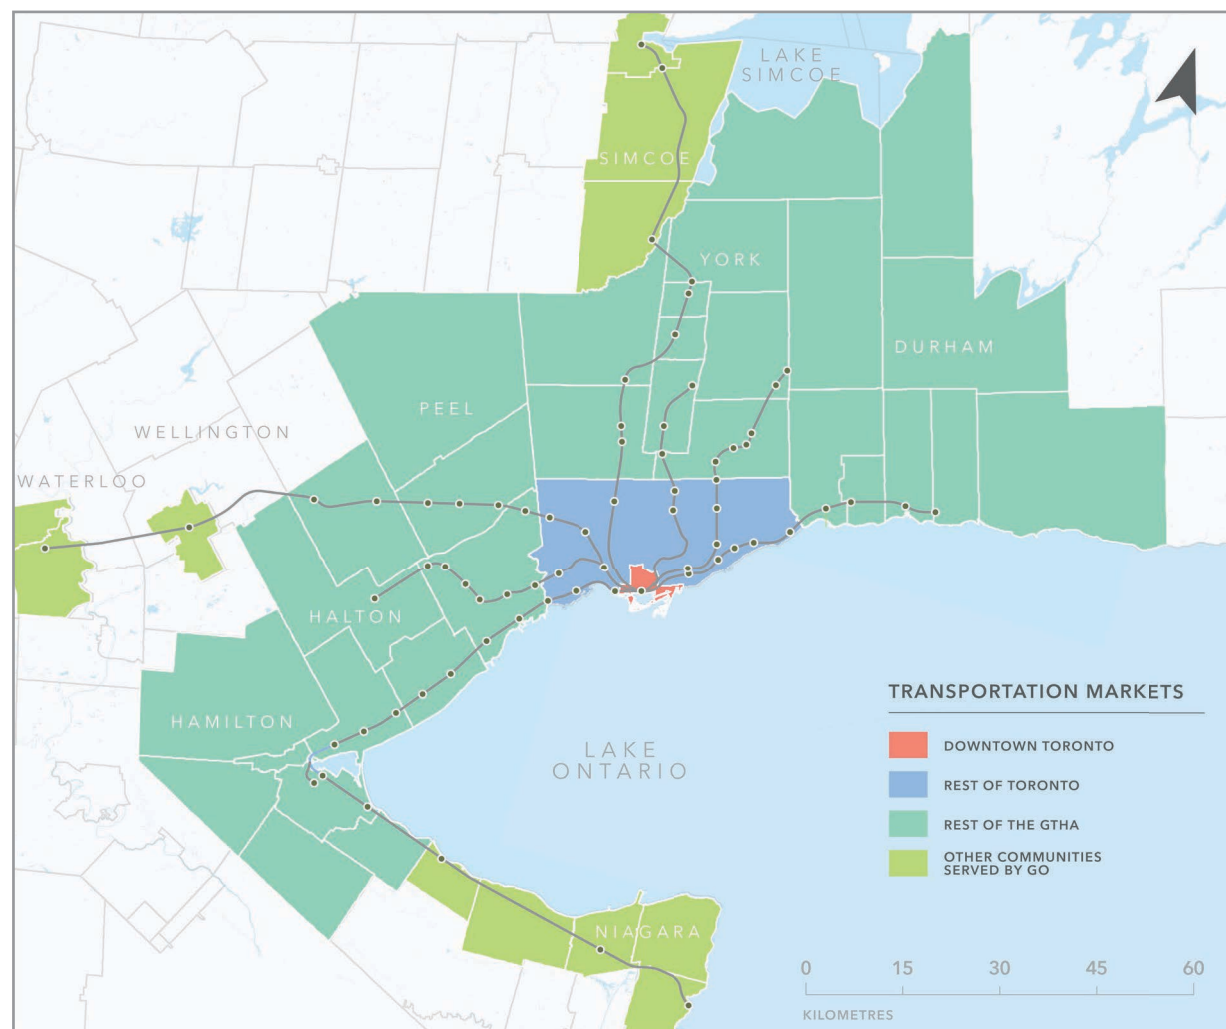 LAKE
SIMCOE
SIMCOE
YORK
DURHAM
PEEL
WELLINGTON
WATERLOO
HALTON
HAMILTON
LAKE
ONTARIO
NIAGARA
TRANSPORTATION MARKETS
DOWNTOWN TORONTO
REST OF TORONTO
REST OF THE GTHA
OTHER COMMUNITIES
SERVED BY GO
0 15 30 45 60
KILOMETRES